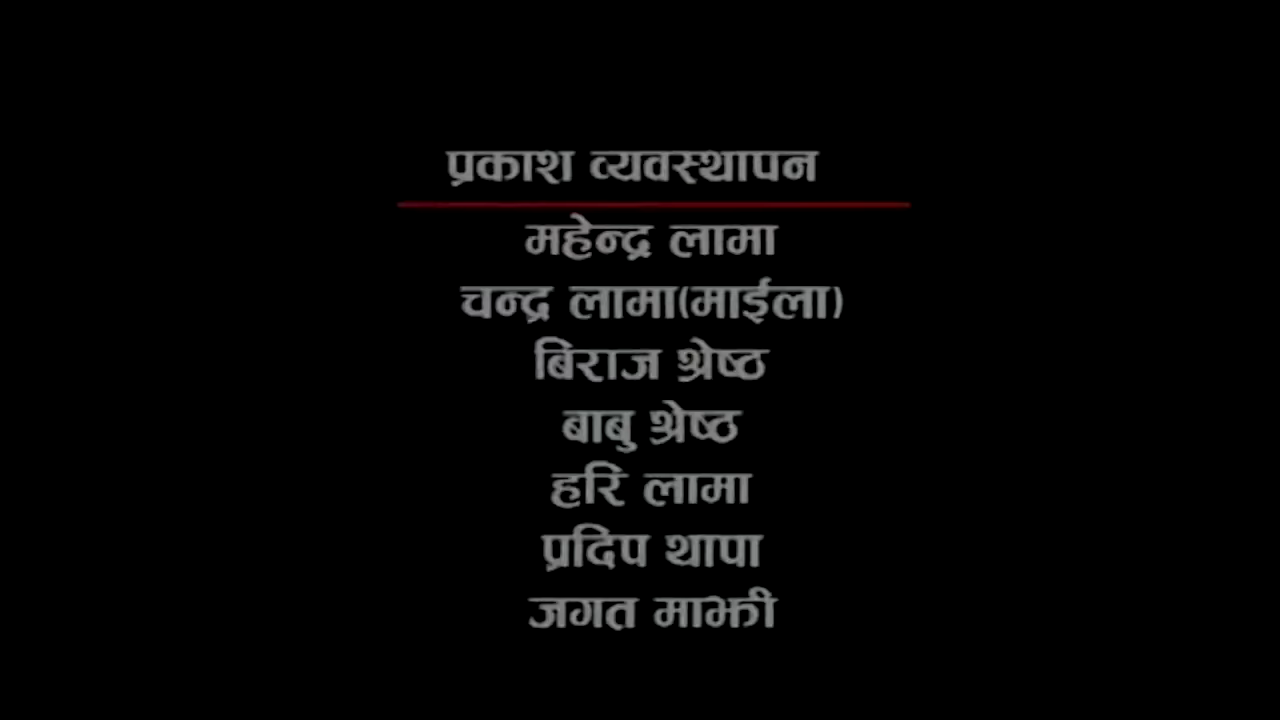 प्रकाश व्यवस्थापन
महेन्द्र लामा
चन्द्र लामा(माईला)
बिराज श्रेष्ठ
बाबु श्रेष्ठ
हरि लामा
प्रदिप थापा
जगत माझी